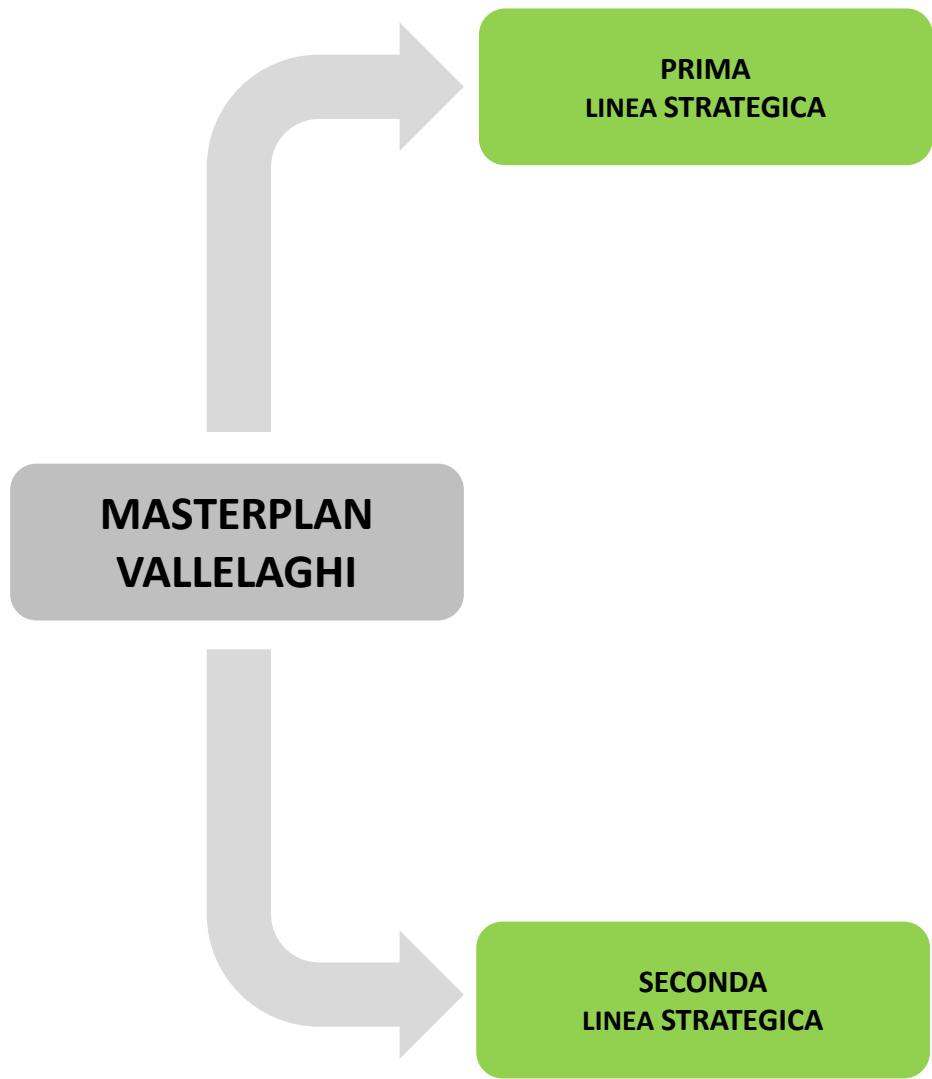 PRIMA
LINEA STRATEGICA
MASTERPLAN
VALLELAGHI
SECONDA
LINEA STRATEGICA